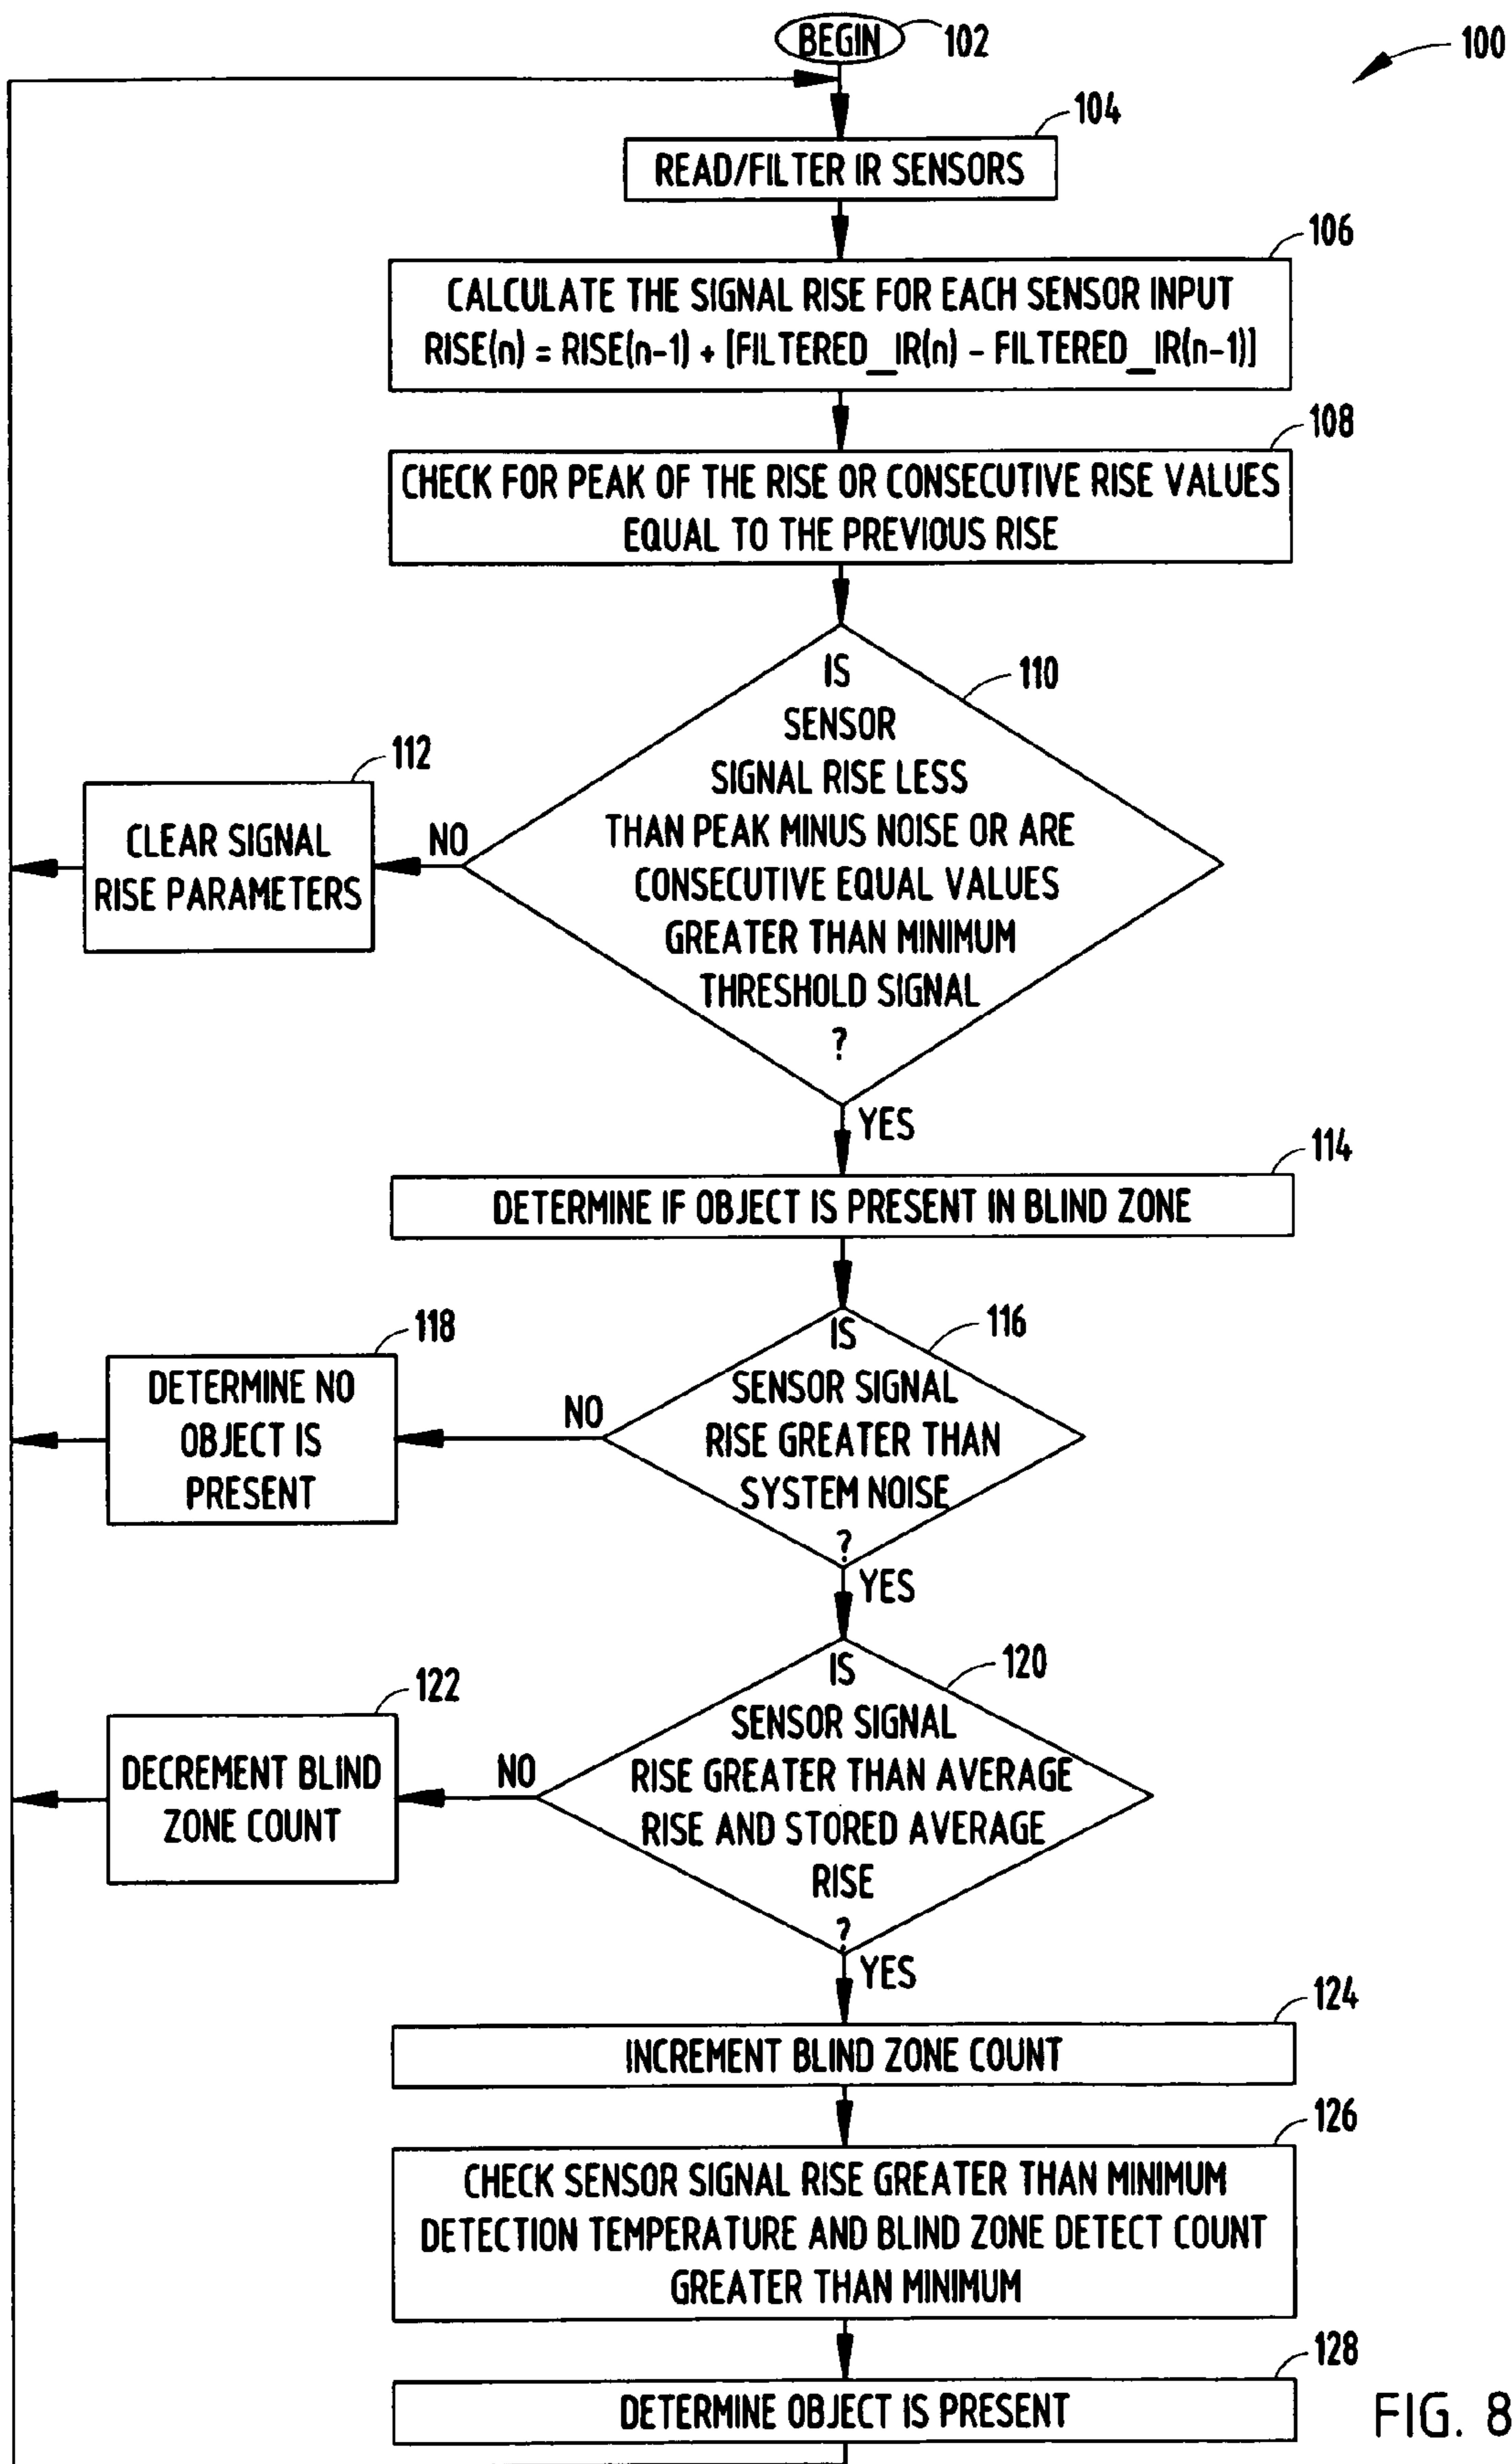 BEGIN
102
100
104
READ/FILTER IR SENSORS
106
CALCULATE THE SIGNAL RISE FOR EACH SENSOR INPUT
RISE(n) = RISE(n-1) + [FILTERED_IR(n) - FILTERED_IR(n-1)]
108
CHECK FOR PEAK OF THE RISE OR CONSECUTIVE RISE VALUES
EQUAL TO THE PREVIOUS RISE
110
IS
SENSOR
SIGNAL RISE LESS
THAN PEAK MINUS NOISE OR ARE
CONSECUTIVE EQUAL VALUES
GREATER THAN MINIMUM
THRESHOLD SIGNAL
?
NO
112
CLEAR SIGNAL
RISE PARAMETERS
YES
114
DETERMINE IF OBJECT IS PRESENT IN BLIND ZONE
116
IS
SENSOR SIGNAL
RISE GREATER THAN
SYSTEM NOISE
?
NO
118
DETERMINE NO
OBJECT IS
PRESENT
YES
120
IS
SENSOR SIGNAL
RISE GREATER THAN AVERAGE
RISE AND STORED AVERAGE
RISE
?
NO
122
DECREMENT BLIND
ZONE COUNT
YES
124
INCREMENT BLIND ZONE COUNT
126
CHECK SENSOR SIGNAL RISE GREATER THAN MINIMUM
DETECTION TEMPERATURE AND BLIND ZONE DETECT COUNT
GREATER THAN MINIMUM
128
DETERMINE OBJECT IS PRESENT
FIG. 8